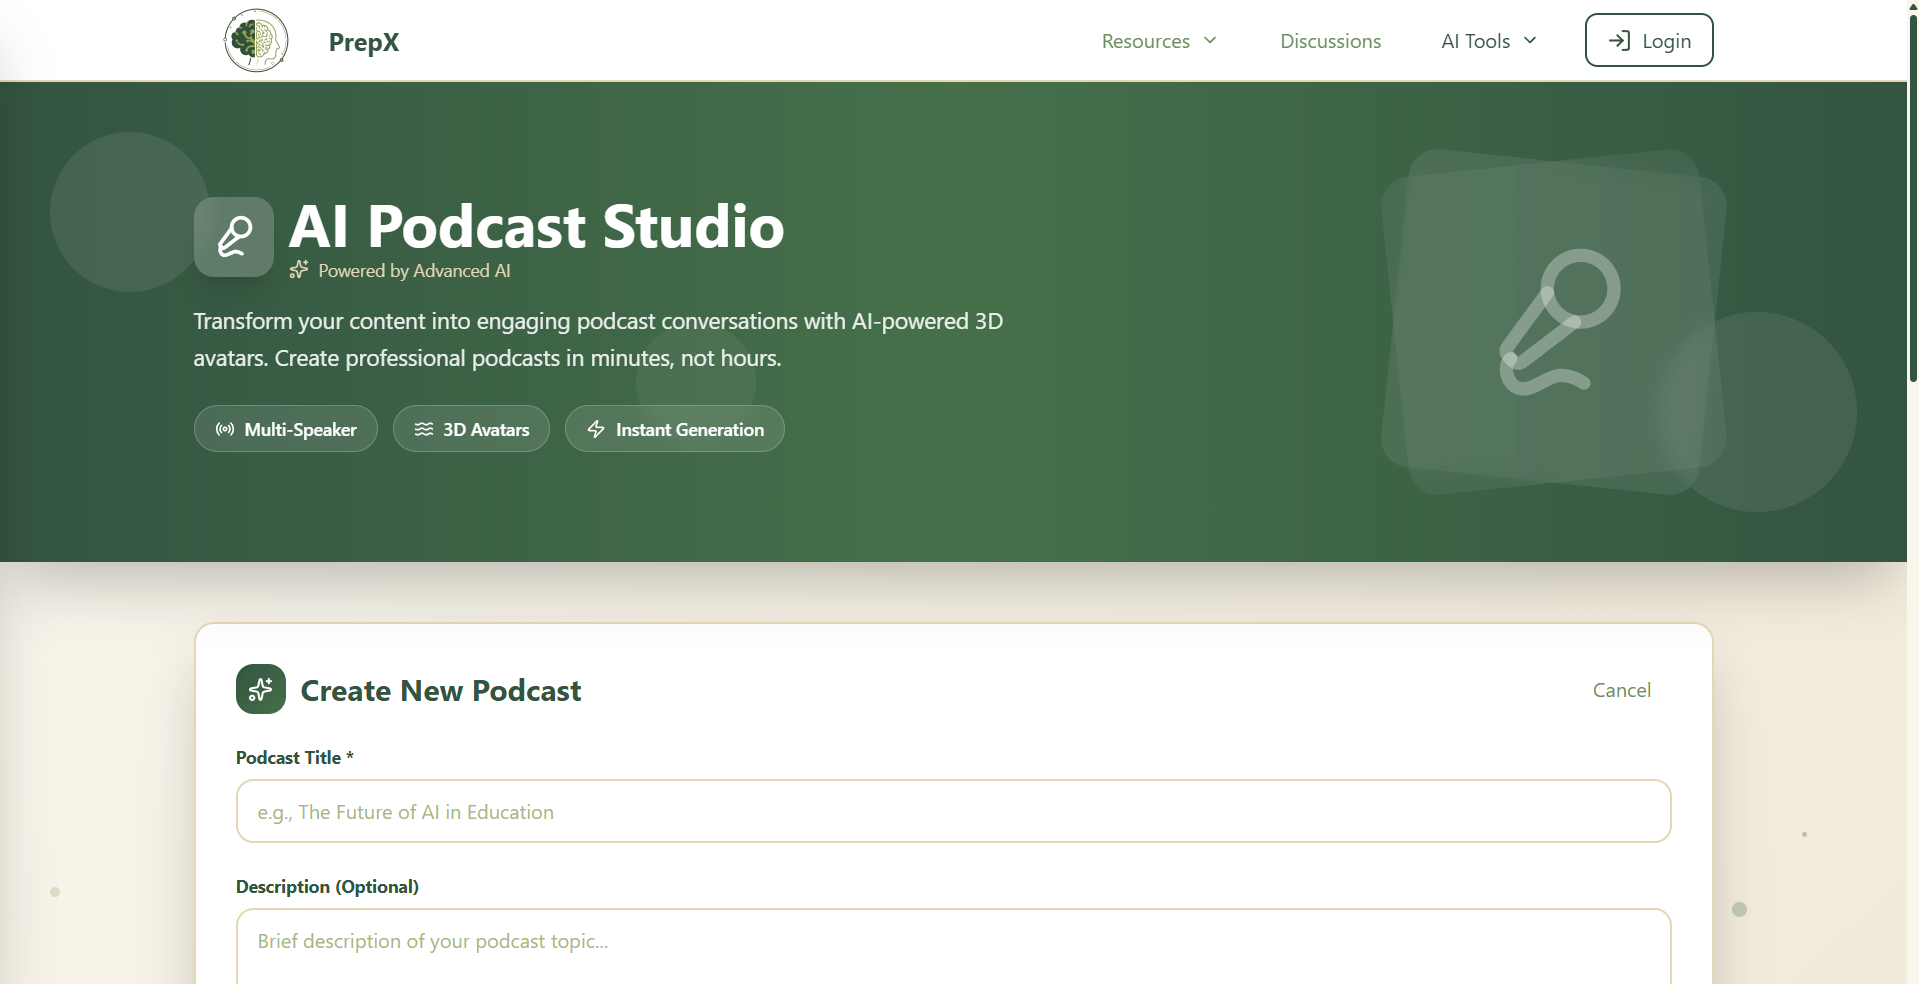 PrepX
Resources
Discussions
AI Tools
Login
AI Podcast Studio
Powered by Advanced AI
Transform your content into engaging podcast conversations with AI-powered 3D
avatars. Create professional podcasts in minutes, not hours.
Multi-Speaker
3D Avatars
Instant Generation
Create New Podcast
Cancel
Podcast Title *
e.g., The Future of AI in Education
Description (Optional)
Brief description of your podcast topic...